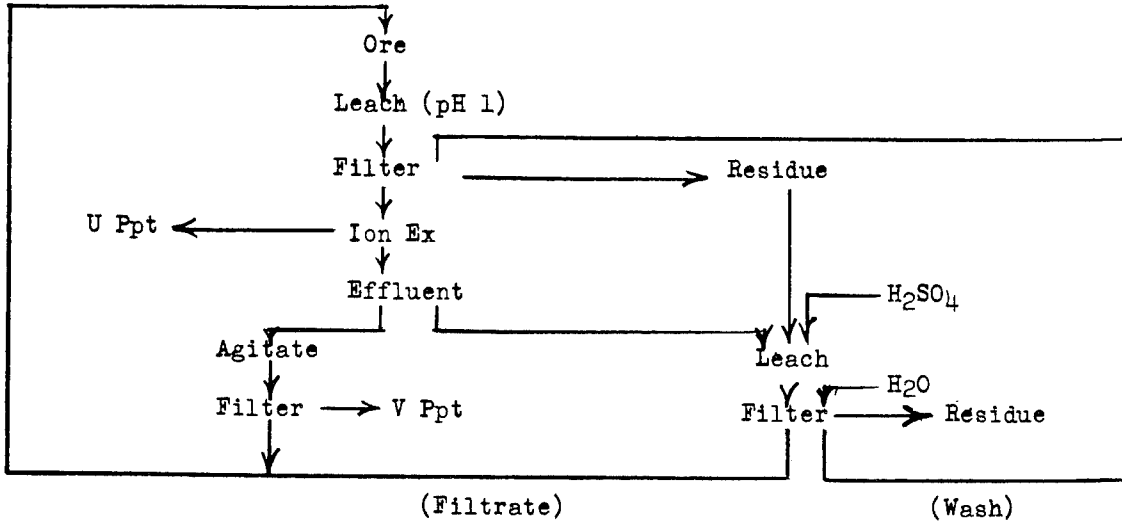 Ore
Leach (pH 1)
Filter
Residue
U Ppt
Ion Ex
Effluent
H₂SO₄
Agitate
Leach
H₂O
Filter
V Ppt
Filter
Residue
(Filtrate)
(Wash)